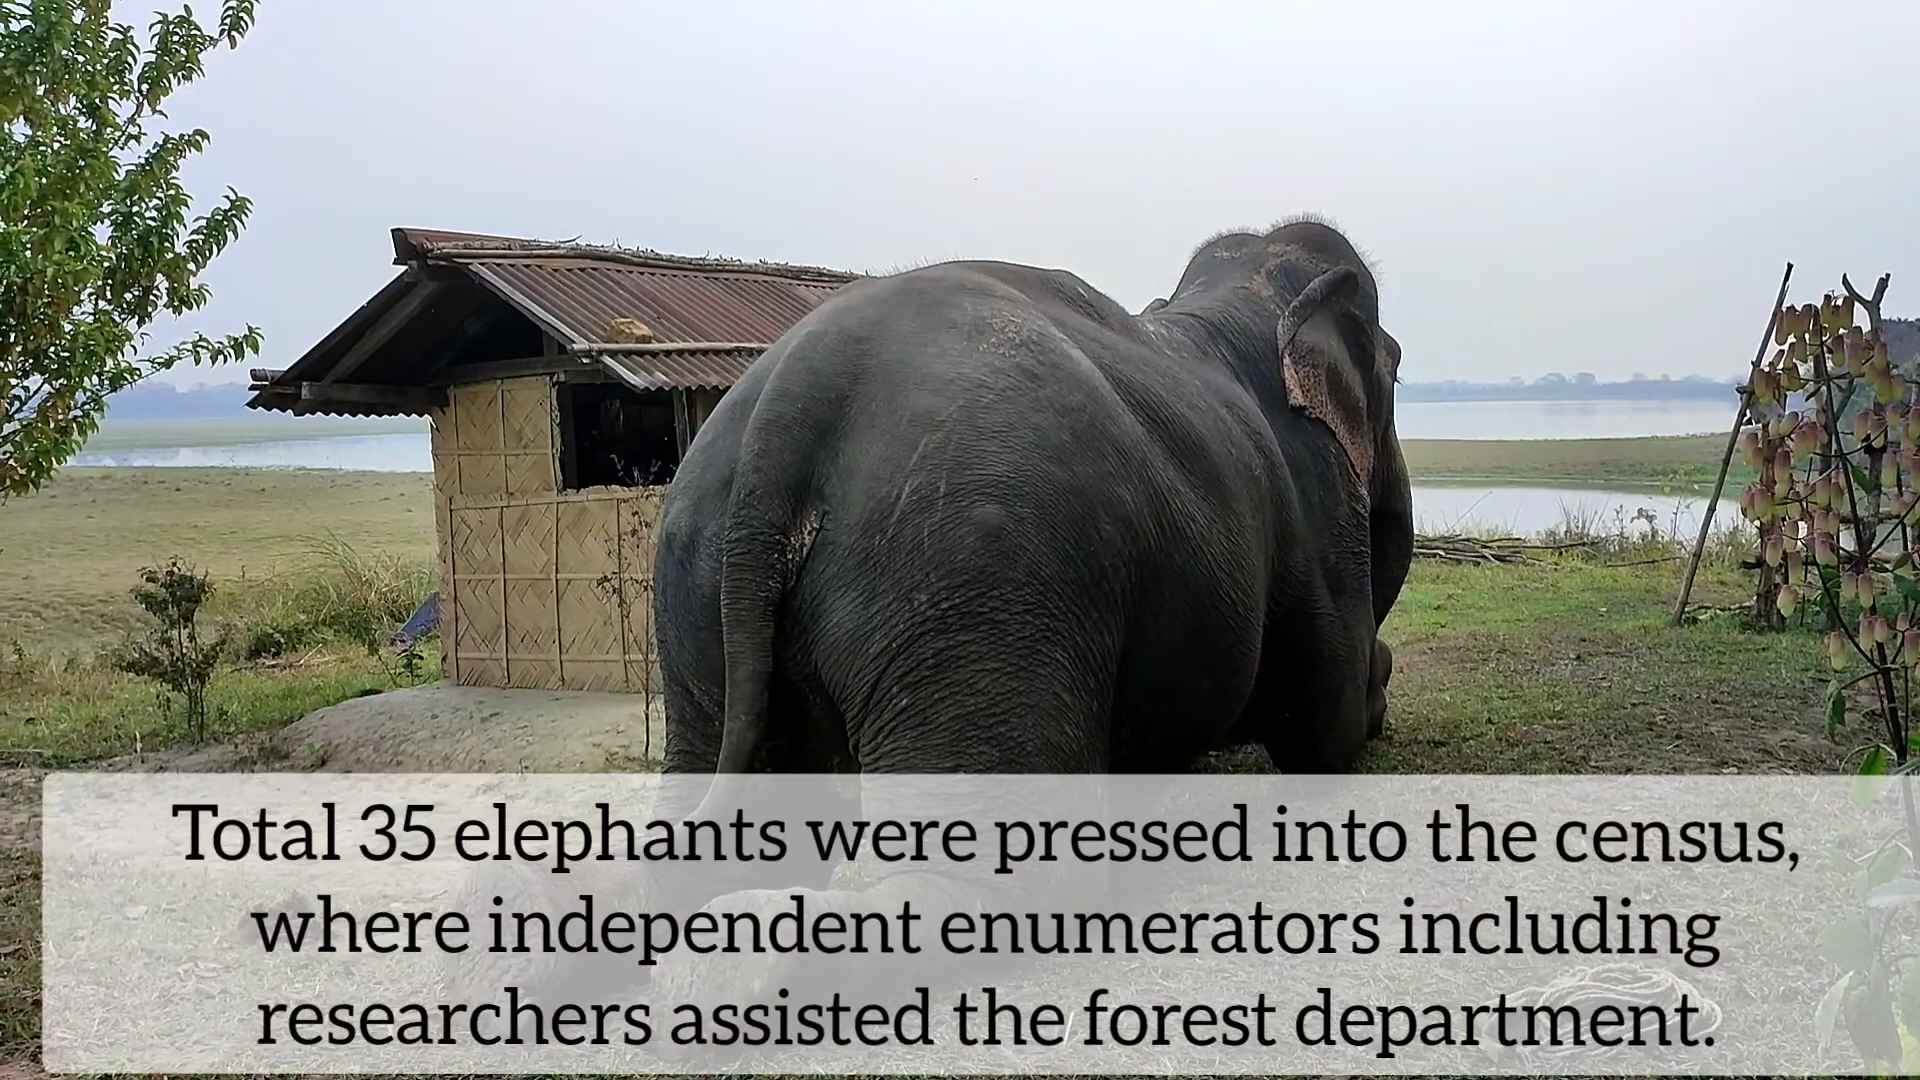 Total 35 elephants were pressed into the census,
where independent enumerators including
researchers assisted the forest department.